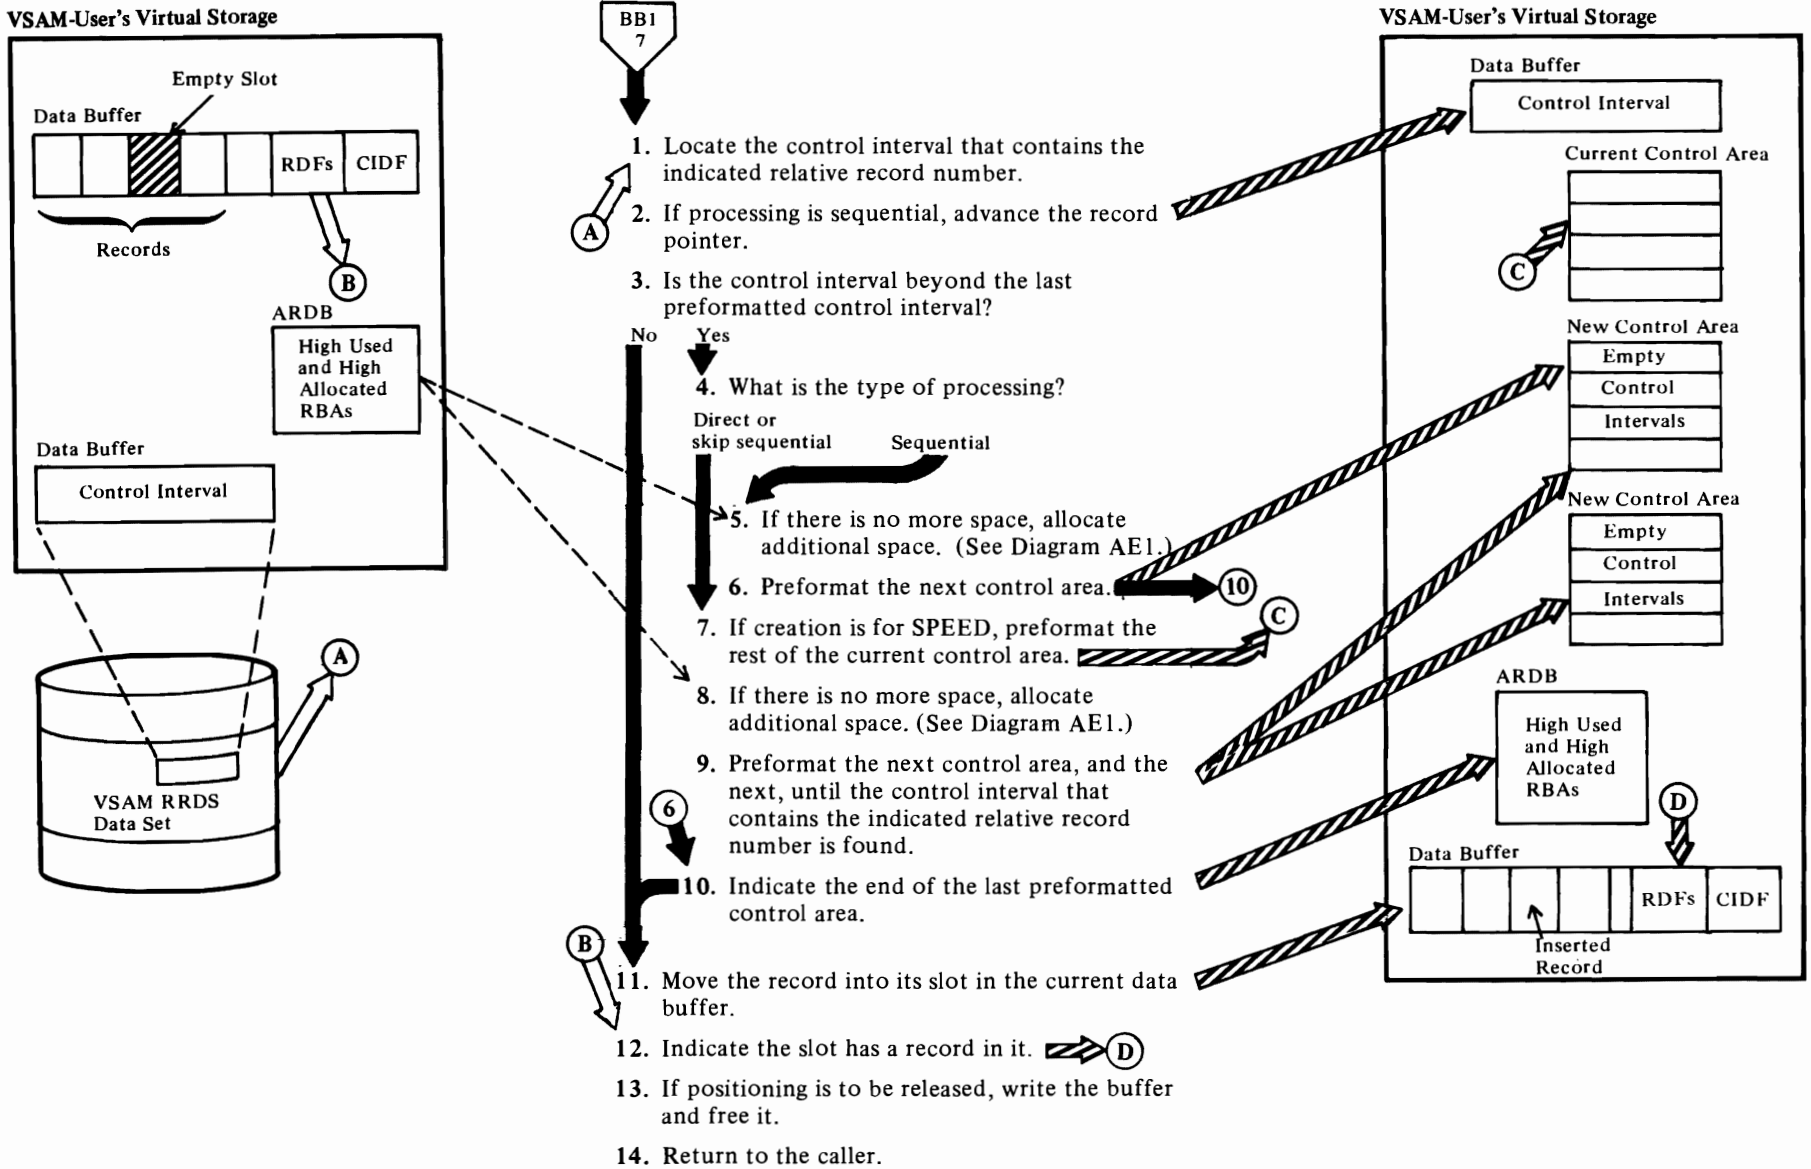 VSAM-User's Virtual Storage
Empty Slot
Data Buffer
RDFs
CIDF
Records
B
ARDB
High Used
and High
Allocated
RBAs
Data Buffer
Control Interval
A
VSAM RRDS
Data Set
BB1
7
1. Locate the control interval that contains the
indicated relative record number.
A
2. If processing is sequential, advance the record
pointer.
3. Is the control interval beyond the last
preformatted control interval?
No
Yes
4. What is the type of processing?
Direct or
skip sequential
Sequential
5. If there is no more space, allocate
additional space. (See Diagram AE1.)
6. Preformat the next control area.
10
7. If creation is for SPEED, preformat the
rest of the current control area.
C
8. If there is no more space, allocate
additional space. (See Diagram AE1.)
9. Preformat the next control area, and the
next, until the control interval that
contains the indicated relative record
number is found.
6
10. Indicate the end of the last preformatted
control area.
B
11. Move the record into its slot in the current data
buffer.
12. Indicate the slot has a record in it.
D
13. If positioning is to be released, write the buffer
and free it.
14. Return to the caller.
VSAM-User's Virtual Storage
Data Buffer
Control Interval
Current Control Area
C
New Control Area
Empty
Control
Intervals
New Control Area
Empty
Control
Intervals
ARDB
High Used
and High
Allocated
RBAs
D
Data Buffer
RDFs
CIDF
Inserted
Record